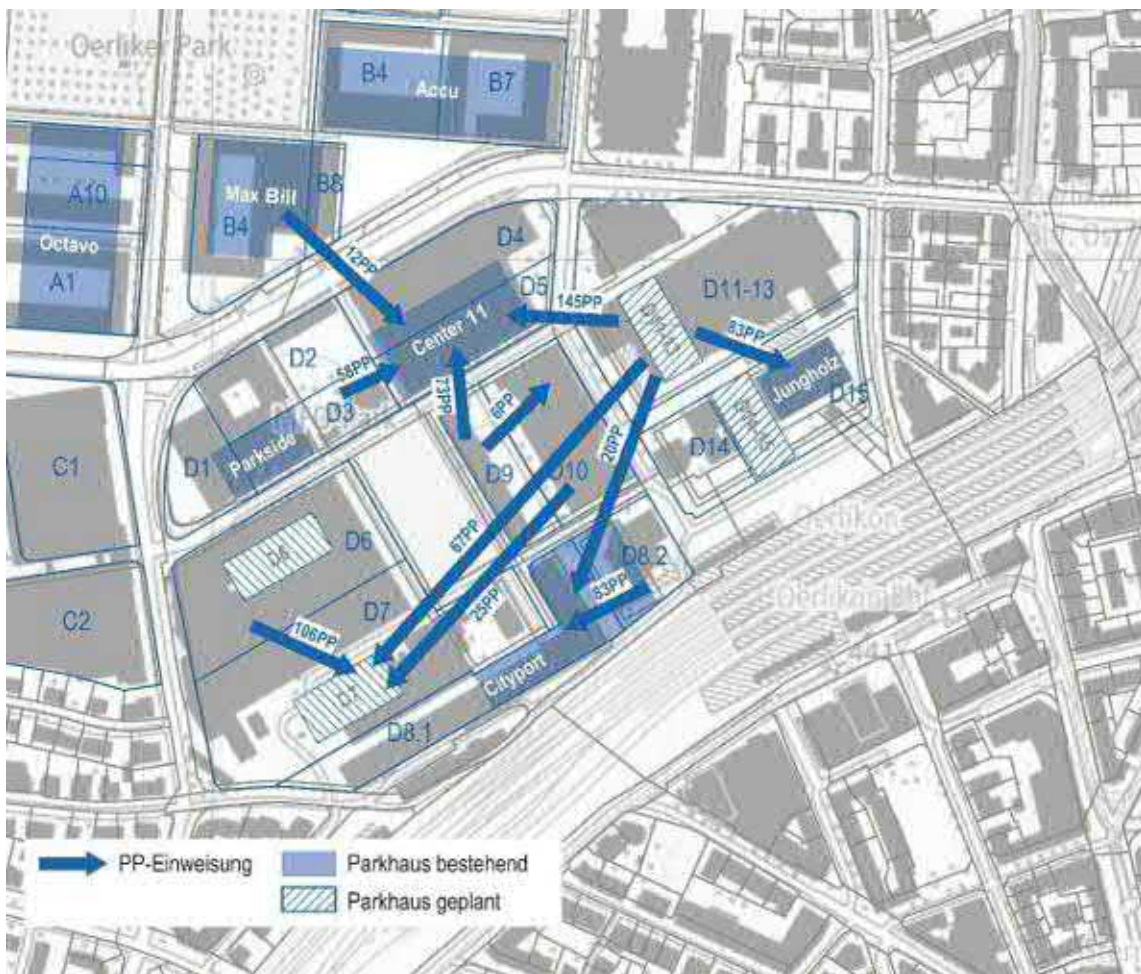 Oerliker Park
B4
B7
Accu
A10
Max Bill
B8
B4
Octavo
A1
12PP
D4
D5
145PP
D11-13
Center 11
83PP
D2
58PP
73PP
Jungholz
D15
D3
6PP
Parkside
D1
20PP
D14
C1
D9
D10
Oerlikon
67PP
D6
D6
D8.2
83PP
C2
D7
25PP
106PP
Cityport
D7
D8.1
PP-Einweisung
Parkhaus bestehend
Parkhaus geplant